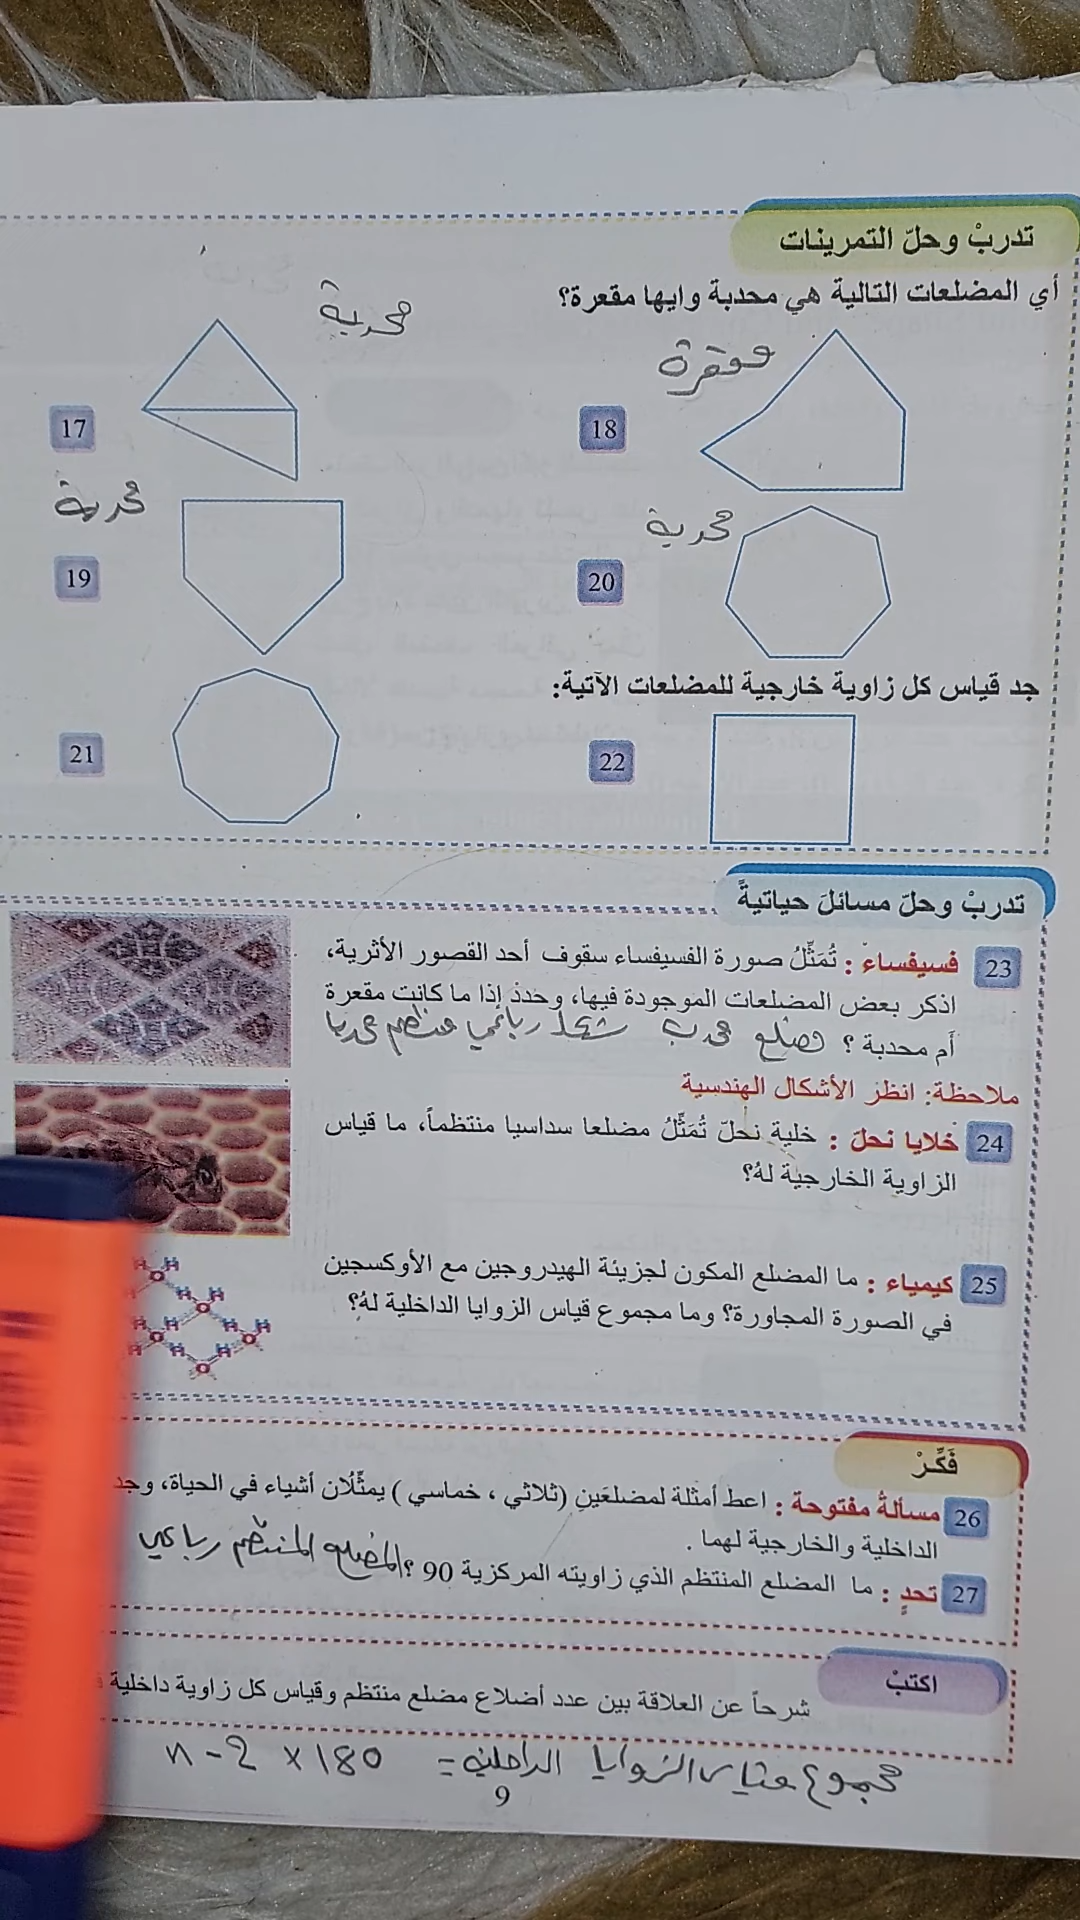 تدربْ وحلّ التمرينات
أي المضلعات التالية هي محدبة وايها مقعرة؟
محدبة
مقعرة
17
18
محدبة
محدبة
19
20
جد قياس كل زاوية خارجية للمضلعات الآتية:
21
22
تدربْ وحلّ مسائلَ حياتيةً
23 فسيفساء : تُمَثِّلُ صورة الفسيفساء سقوف أحد القصور الأثرية،
اذكر بعض المضلعات الموجودة فيها، وحددْ إذا ما كانت مقعرة
أم محدبة ؟ مضلع محدب شكل رباعي منتظم محدب
ملاحظة: انظر الأشكال الهندسية
24 خلايا نحل : خلية نحلّ تُمَثِّلُ مضلعا سداسيا منتظماً، ما قياس
الزاوية الخارجية لهُ؟
25 كيمياء : ما المضلع المكون لجزيئة الهيدروجين مع الأوكسجين
في الصورة المجاورة؟ وما مجموع قياس الزوايا الداخلية لهُ؟
فَكِّرْ
26 مسألةُ مفتوحة : اعط أمثلة لمضلعَينِ (ثلاثي ، خماسي ) يمثِّلان أشياء في الحياة، وجد
الداخلية والخارجية لهما .
27 تحدٍ : ما المضلع المنتظم الذي زاويته المركزية 90 ؟ المضلع المنتظم رباعي
اكتبْ
شرحاً عن العلاقة بين عدد أضلاع مضلع منتظم وقياس كل زاوية داخلية
مجموع قياس الزوايا الداخلية = n - 2 × 180
9